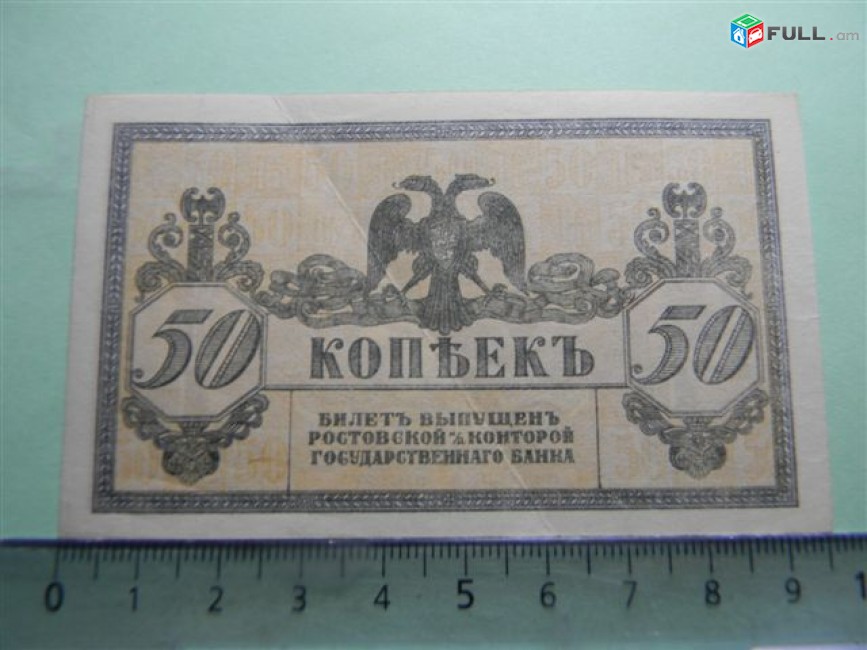 FULL.am
50 КОПѢЕКЪ 50
БИЛЕТЪ ВЫПУЩЕНЪ
РОСТОВСКОЙ Н/Д КОНТОРОЙ
ГОСУДАРСТВЕННАГО БАНКА
0 1 2 3 4 5 6 7 8 9 1